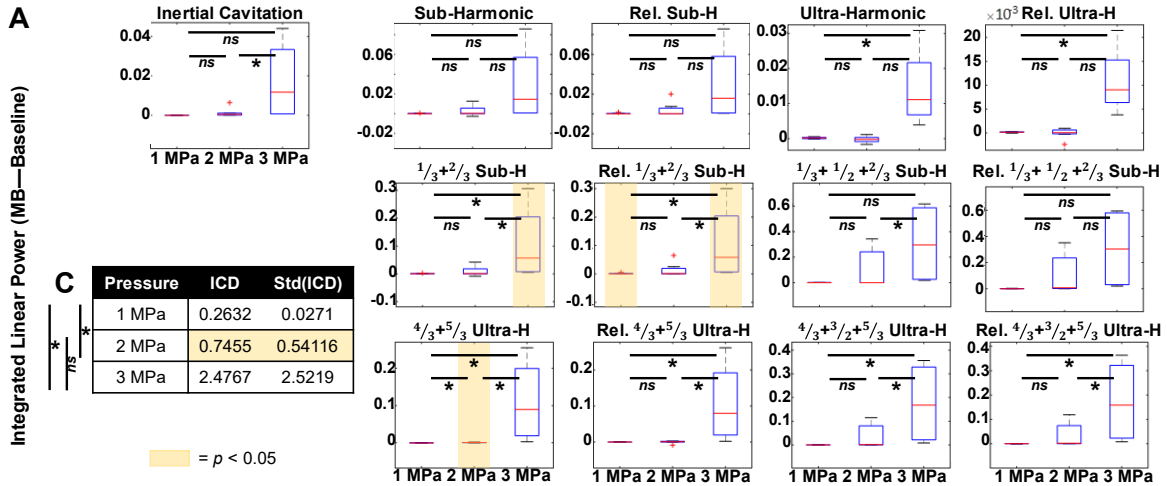 A
Integrated Linear Power (MB—Baseline)
Inertial Cavitation
0.04
0.02
0
ns
ns
*
1 MPa 2 MPa 3 MPa
Sub-Harmonic
0.06
0.02
-0.02
ns
ns
ns
Rel. Sub-H
0.06
0.02
-0.02
ns
ns
ns
Ultra-Harmonic
0.03
0.01
0
*
ns
ns
Rel. Ultra-H
×10⁻³
20
10
0
*
ns
ns
¹/₃+²/₃ Sub-H
0.3
0.2
0.1
0
-0.1
*
ns
*
Rel. ¹/₃+²/₃ Sub-H
0.3
0.2
0.1
0
-0.1
*
ns
*
¹/₃+ ¹/₂ +²/₃ Sub-H
0.6
0.4
0.2
0
ns
ns
*
Rel. ¹/₃+ ¹/₂ +²/₃ Sub-H
0.6
0.4
0.2
0
ns
ns
ns
C
Pressure ICD Std(ICD)
1 MPa 0.2632 0.0271
2 MPa 0.7455 0.54116
3 MPa 2.4767 2.5219
*
ns
*
= p < 0.05
⁴/₃+⁵/₃ Ultra-H
0.2
0.1
0
*
*
*
1 MPa 2 MPa 3 MPa
Rel. ⁴/₃+⁵/₃ Ultra-H
0.2
0.1
0
*
ns
*
1 MPa 2 MPa 3 MPa
⁴/₃+³/₂+⁵/₃ Ultra-H
0.4
0.3
0.2
0.1
0
*
ns
*
1 MPa 2 MPa 3 MPa
Rel. ⁴/₃+³/₂+⁵/₃ Ultra-H
0.4
0.3
0.2
0.1
0
*
ns
*
1 MPa 2 MPa 3 MPa